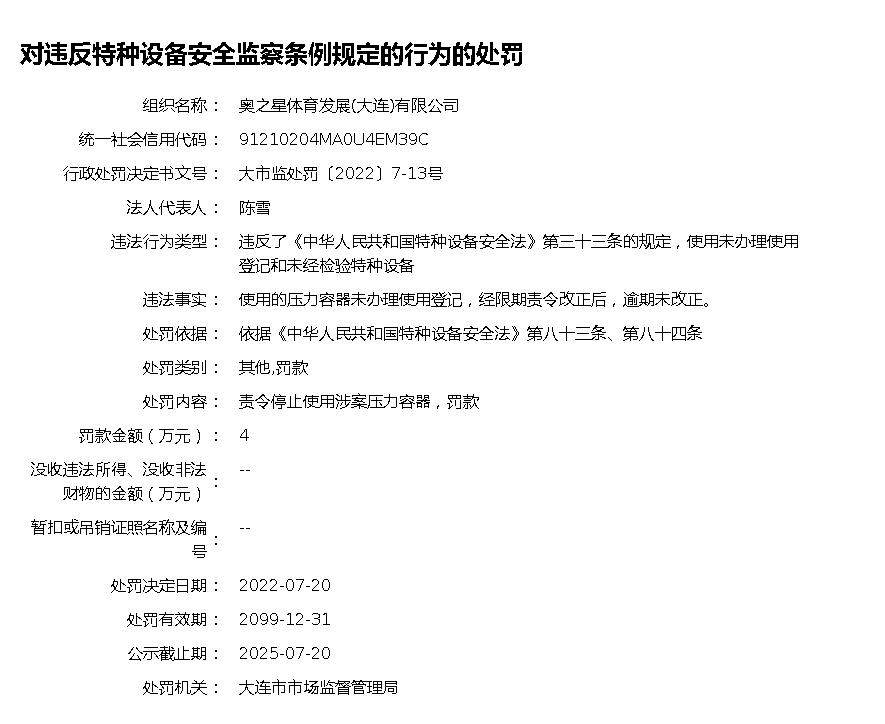 对违反特种设备安全监察条例规定的行为的处罚
组织名称： 奥之星体育发展(大连)有限公司
统一社会信用代码： 91210204MA0U4EM39C
行政处罚决定书文号： 大市监处罚〔2022〕7-13号
法人代表人： 陈雪
违法行为类型： 违反了《中华人民共和国特种设备安全法》第三十三条的规定，使用未办理使用
登记和未经检验特种设备
违法事实： 使用的压力容器未办理使用登记，经限期责令改正后，逾期未改正。
处罚依据： 依据《中华人民共和国特种设备安全法》第八十三条、第八十四条
处罚类别： 其他,罚款
处罚内容： 责令停止使用涉案压力容器，罚款
罚款金额（万元）： 4
没收违法所得、没收非法
财物的金额（万元）： --
暂扣或吊销证照名称及编
号： --
处罚决定日期： 2022-07-20
处罚有效期： 2099-12-31
公示截止期： 2025-07-20
处罚机关： 大连市市场监督管理局